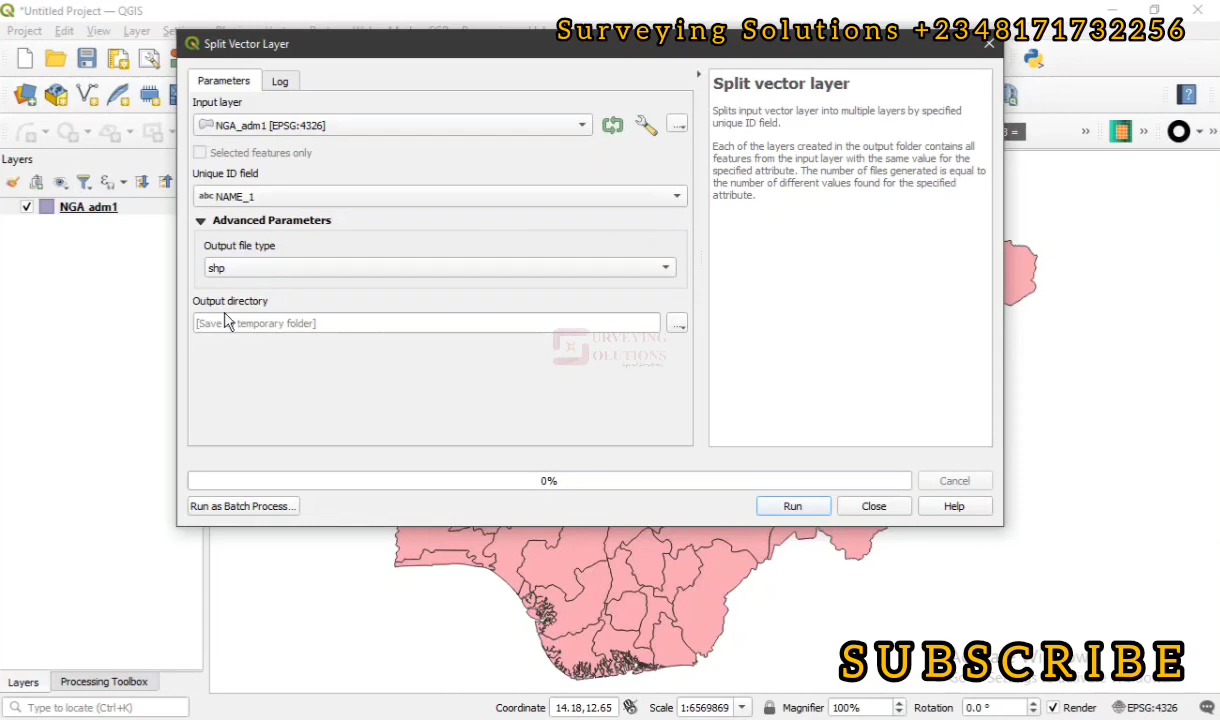 *Untitled Project — QGIS
Surveying Solutions +2348171732256
Project Edit View Layer
Split Vector Layer
Parameters Log
Input layer
NGA_adm1 [EPSG:4326]
Selected features only
Unique ID field
abc NAME_1
Advanced Parameters
Output file type
shp
Output directory
[Save temporary folder]
URVEYING
OLUTIONS
Split vector layer
Splits input vector layer into multiple layers by specified
unique ID field.
Each of the layers created in the output folder contains all
features from the input layer with the same value for the
specified attribute. The number of files generated is equal to
the number of different values found for the specified
attribute.
0%
Cancel
Run as Batch Process...
Run Close Help
Layers
NGA_adm1
SUBSCRIBE
Layers Processing Toolbox
Type to locate (Ctrl+K)
Coordinate 14.18,12.65 Scale 1:6569869 Magnifier 100% Rotation 0.0 ° Render EPSG:4326